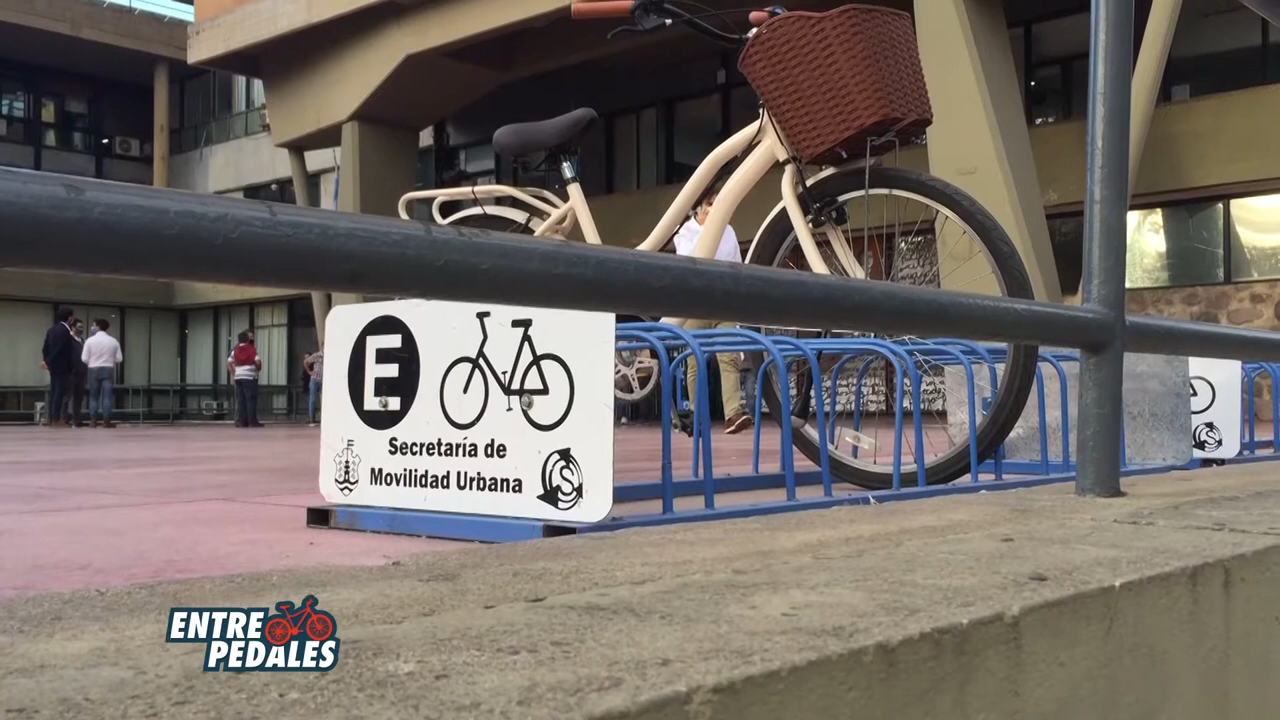 E
Secretaría de
Movilidad Urbana
S
ENTRE
PEDALES